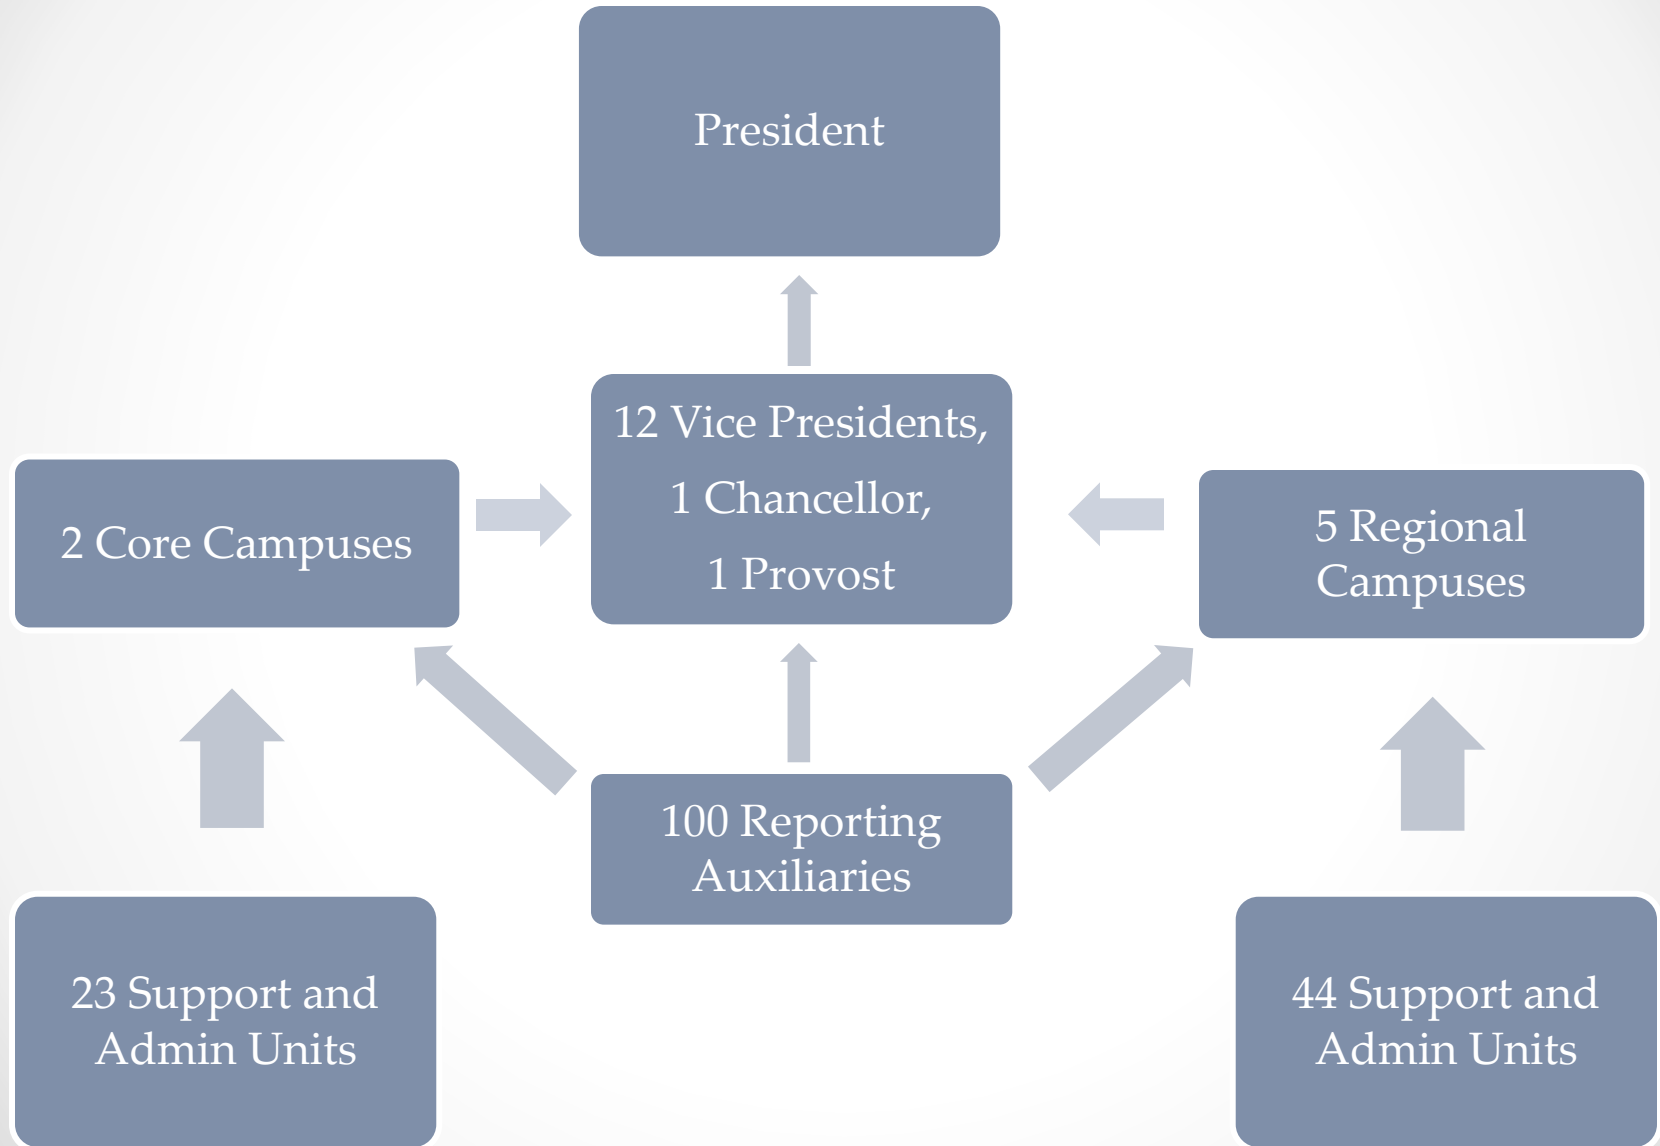 President
12 Vice Presidents,
1 Chancellor,
1 Provost
2 Core Campuses
5 Regional
Campuses
100 Reporting
Auxiliaries
23 Support and
Admin Units
44 Support and
Admin Units